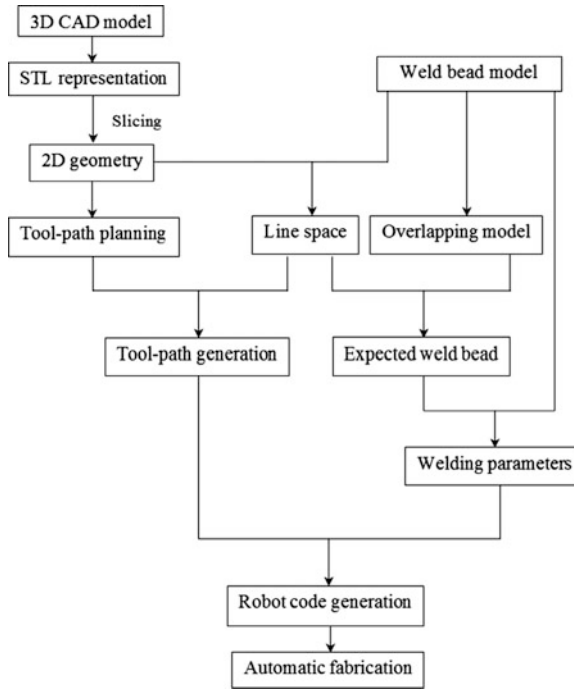 3D CAD model
STL representation
Weld bead model
Slicing
2D geometry
Tool-path planning
Line space
Overlapping model
Tool-path generation
Expected weld bead
Welding parameters
Robot code generation
Automatic fabrication